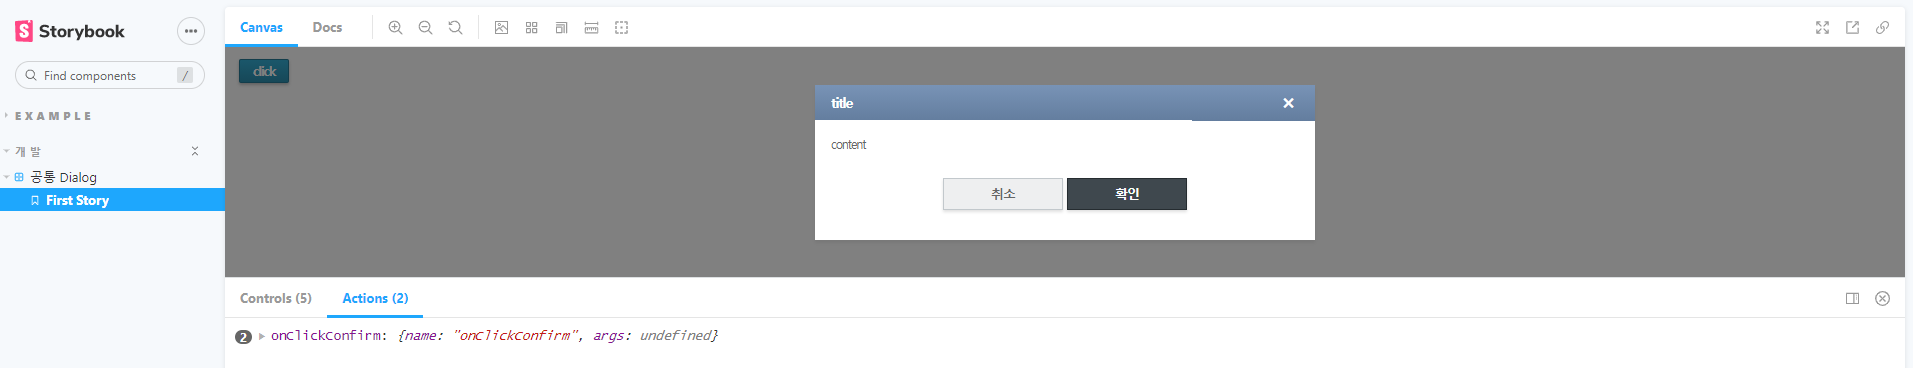 Storybook
Find components
/
EXAMPLE
개발
공통 Dialog
First Story
Canvas
Docs
click
title
content
취소
확인
Controls (5)
Actions (2)
2
onClickConfirm: {name: "onClickConfirm", args: undefined}